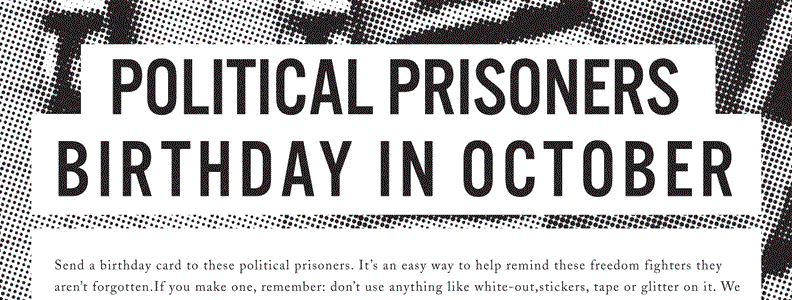 POLITICAL PRISONERS
BIRTHDAY IN OCTOBER
Send a birthday card to these political prisoners. It’s an easy way to help remind these freedom fighters they
aren’t forgotten.If you make one, remember: don’t use anything like white-out,stickers, tape or glitter on it. We